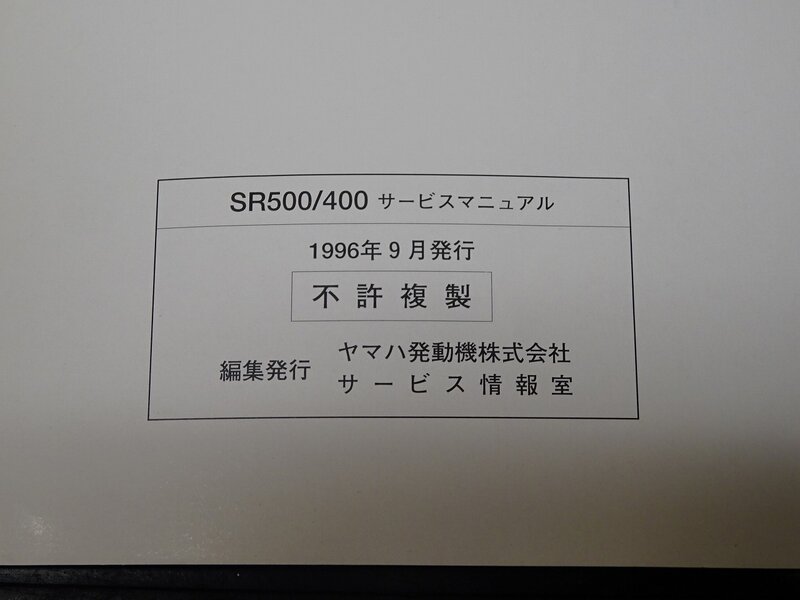 SR500/400 サービスマニュアル
1996年9月発行
不許複製
編集発行 ヤマハ発動機株式会社
サービス情報室